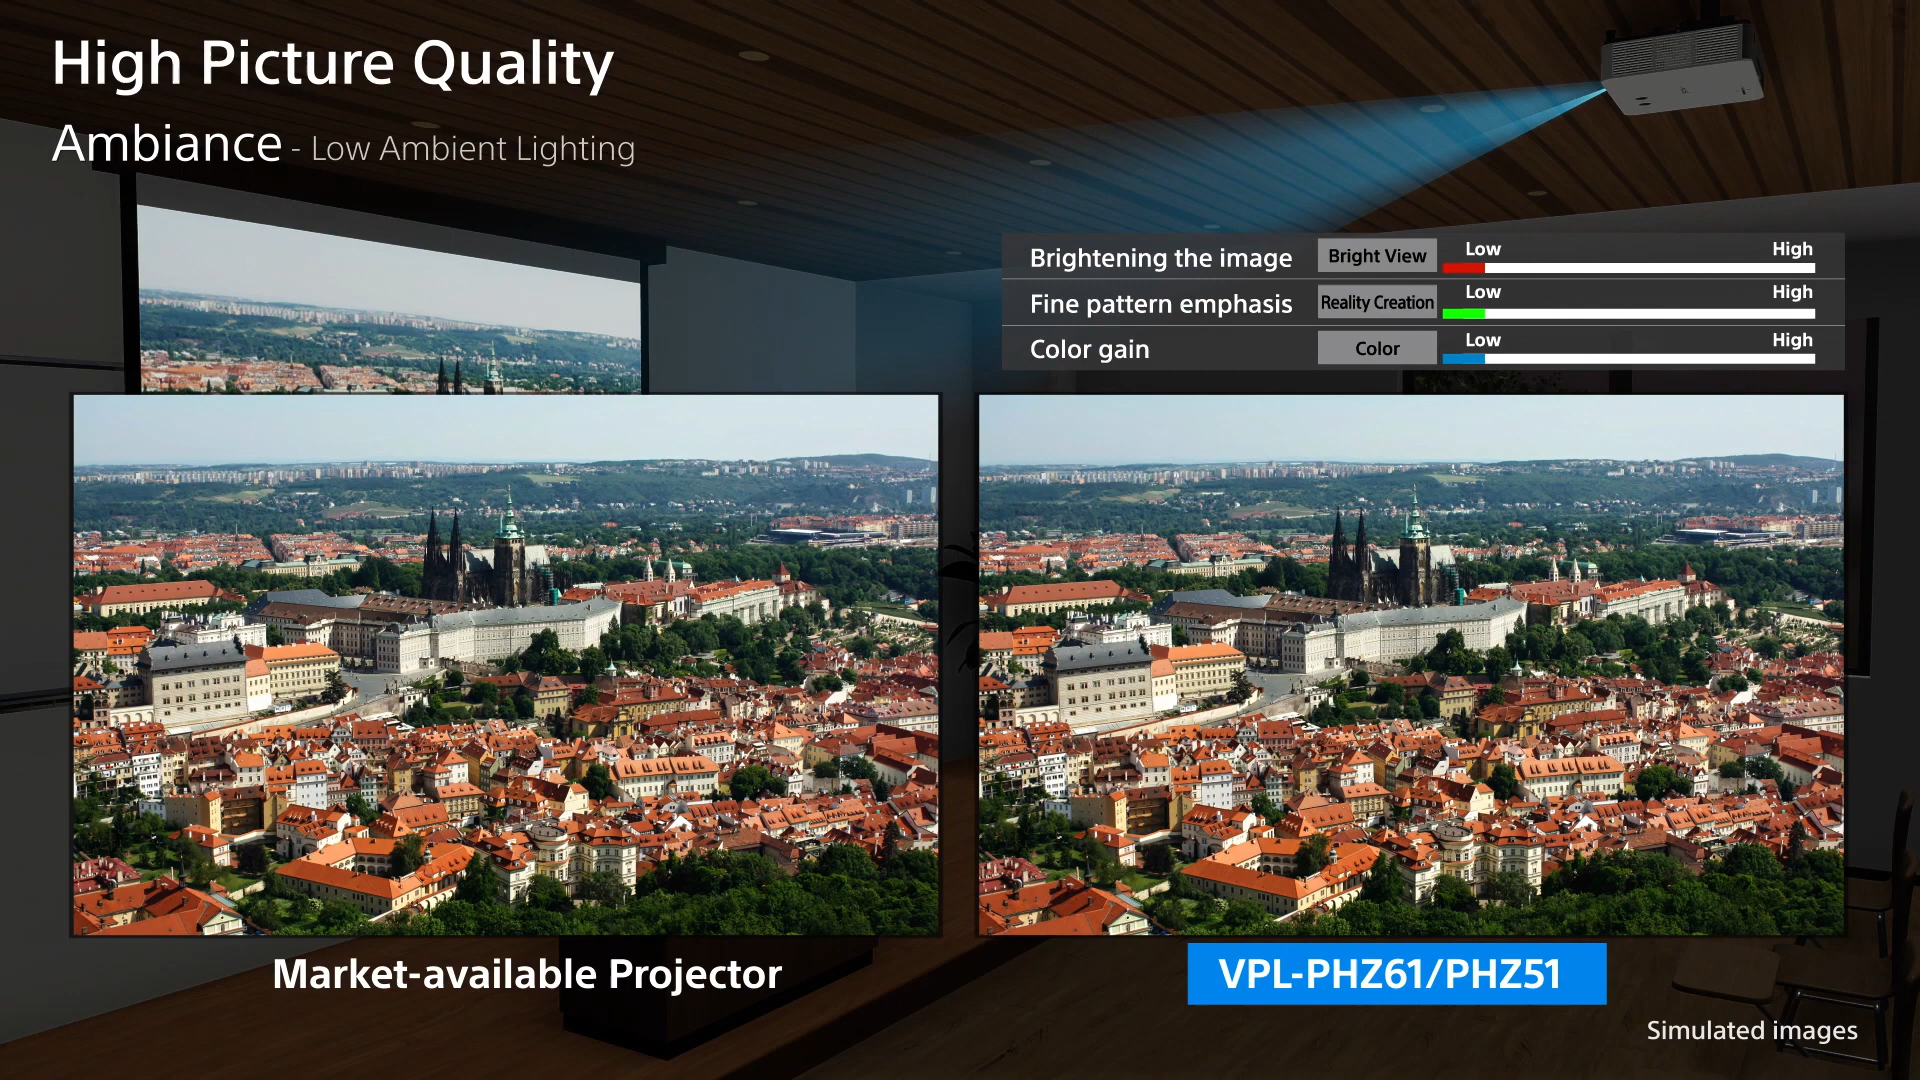 High Picture Quality
Ambiance - Low Ambient Lighting
Brightening the image Bright View Low High
Fine pattern emphasis Reality Creation Low High
Color gain Color Low High
Market-available Projector
VPL-PHZ61/PHZ51
Simulated images